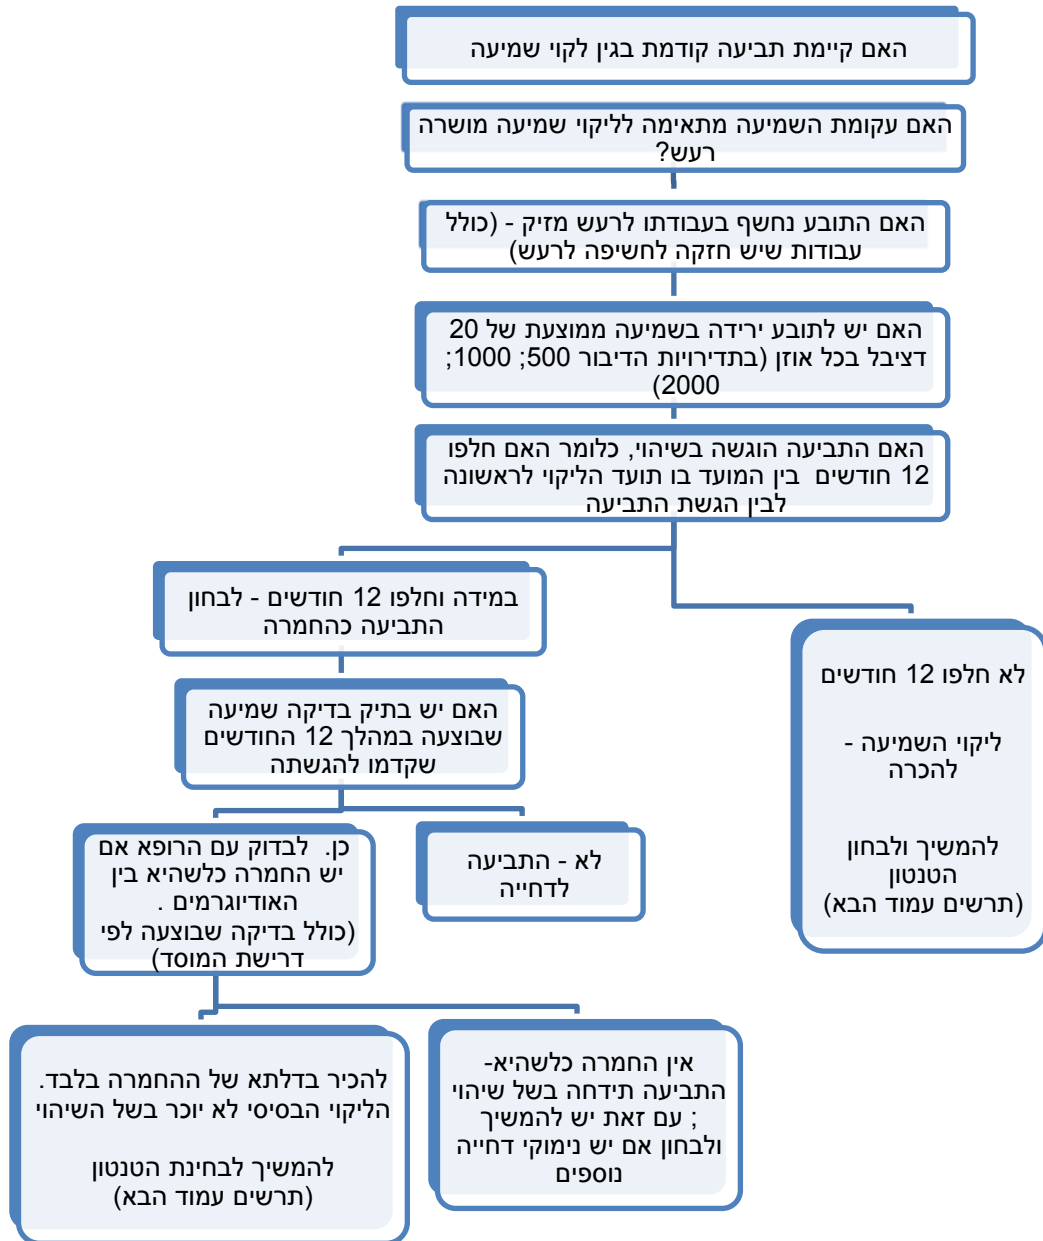 האם קיימת תביעה קודמת בגין לקוי שמיעה
האם עקומת השמיעה מתאימה לליקוי שמיעה מושרה
רעש?
האם התובע נחשף בעבודתו לרעש מזיק - (כולל
עבודות שיש חזקה לחשיפה לרעש)
האם יש לתובע ירידה בשמיעה ממוצעת של 20
דציבל בכל אוזן (בתדירויות הדיבור 500; 1000;
2000)
האם התביעה הוגשה בשיהוי, כלומר האם חלפו
12 חודשים בין המועד בו תועד הליקוי לראשונה
לבין הגשת התביעה
לא חלפו 12 חודשים
ליקוי השמיעה -
להכרה
להמשיך ולבחון
הטנטון
(תרשים עמוד הבא)
במידה וחלפו 12 חודשים - לבחון
התביעה כהחמרה
האם יש בתיק בדיקה שמיעה
שבוצעה במהלך 12 החודשים
שקדמו להגשתה
לא - התביעה
לדחייה
כן. לבדוק עם הרופא אם
יש החמרה כלשהיא בין
האודיוגרמים .
(כולל בדיקה שבוצעה לפי
דרישת המוסד)
אין החמרה כלשהיא-
התביעה תידחה בשל שיהוי
; עם זאת יש להמשיך
ולבחון אם יש נימוקי דחייה
נוספים
להכיר בדלתא של ההחמרה בלבד.
הליקוי הבסיסי לא יוכר בשל השיהוי
להמשיך לבחינת הטנטון
(תרשים עמוד הבא)